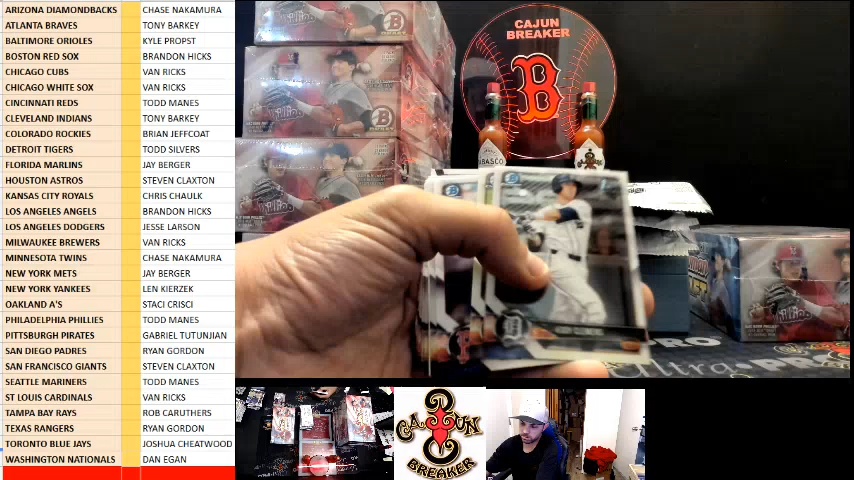 ARIZONA DIAMONDBACKS CHASE NAKAMURA
ATLANTA BRAVES TONY BARKEY
BALTIMORE ORIOLES KYLE PROPST
BOSTON RED SOX BRANDON HICKS
CHICAGO CUBS VAN RICKS
CHICAGO WHITE SOX VAN RICKS
CINCINNATI REDS TODD MANES
CLEVELAND INDIANS TONY BARKEY
COLORADO ROCKIES BRIAN JEFFCOAT
DETROIT TIGERS TODD SILVERS
FLORIDA MARLINS JAY BERGER
HOUSTON ASTROS STEVEN CLAXTON
KANSAS CITY ROYALS CHRIS CHAULK
LOS ANGELES ANGELS BRANDON HICKS
LOS ANGELES DODGERS JESSE LARSON
MILWAUKEE BREWERS VAN RICKS
MINNESOTA TWINS CHASE NAKAMURA
NEW YORK METS JAY BERGER
NEW YORK YANKEES LEN KIERZEK
OAKLAND A'S STACI CRISCI
PHILADELPHIA PHILLIES TODD MANES
PITTSBURGH PIRATES GABRIEL TUTUNJIAN
SAN DIEGO PADRES RYAN GORDON
SAN FRANCISCO GIANTS STEVEN CLAXTON
SEATTLE MARINERS TODD MANES
ST LOUIS CARDINALS VAN RICKS
TAMPA BAY RAYS ROB CARUTHERS
TEXAS RANGERS RYAN GORDON
TORONTO BLUE JAYS JOSHUA CHEATWOOD
WASHINGTON NATIONALS DAN EGAN
CAJUN
BREAKER
B
Phillies
Ultra PRO
CAJUN
BREAKER